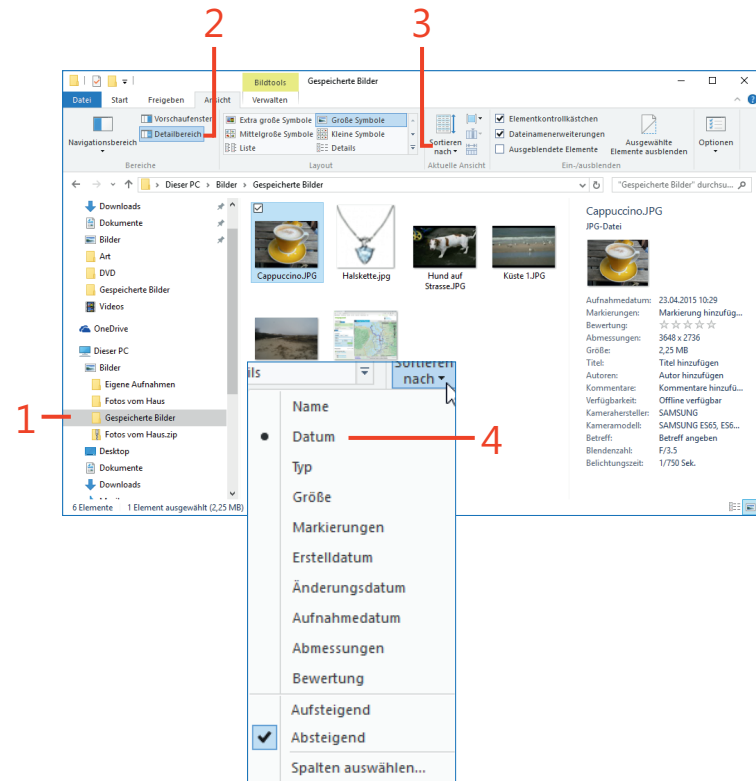 2
3
Bildtools Gespeicherte Bilder
Datei Start Freigeben Ansicht Verwalten
Navigationsbereich
Vorschaufenster
Detailbereich
Bereiche
Extra große Symbole Große Symbole
Mittelgroße Symbole Kleine Symbole
Liste Details
Layout
Sortieren
nach
Aktuelle Ansicht
Elementkontrollkästchen
Dateinamenerweiterungen
Ausgeblendete Elemente
Ausgewählte
Elemente ausblenden
Ein-/ausblenden
Optionen
Dieser PC > Bilder > Gespeicherte Bilder
"Gespeicherte Bilder" durchsu...
Downloads
Dokumente
Bilder
Art
DVD
Gespeicherte Bilder
Videos
OneDrive
Dieser PC
Bilder
Eigene Aufnahmen
Fotos vom Haus
1
Gespeicherte Bilder
Fotos vom Haus.zip
Desktop
Dokumente
Downloads
Cappuccino.JPG
Halskette.jpg
Hund auf
Strasse.JPG
Küste 1.JPG
Cappuccino.JPG
JPG-Datei
Aufnahmedatum: 23.04.2015 10:29
Markierungen: Markierung hinzufüg...
Bewertung:
Abmessungen: 3648 x 2736
Größe: 2,25 MB
Titel: Titel hinzufügen
Autoren: Autor hinzufügen
Kommentare: Kommentare hinzufü...
Verfügbarkeit: Offline verfügbar
Kamerahersteller: SAMSUNG
Kameramodell: SAMSUNG ES65, ES6...
Betreff: Betreff angeben
Blendenzahl: F/3.5
Belichtungszeit: 1/750 Sek.
6 Elemente 1 Element ausgewählt (2,25 MB)
ils
Sortieren
nach
Name
Datum
4
Typ
Größe
Markierungen
Erstelldatum
Änderungsdatum
Aufnahmedatum
Abmessungen
Bewertung
Aufsteigend
Absteigend
Spalten auswählen...